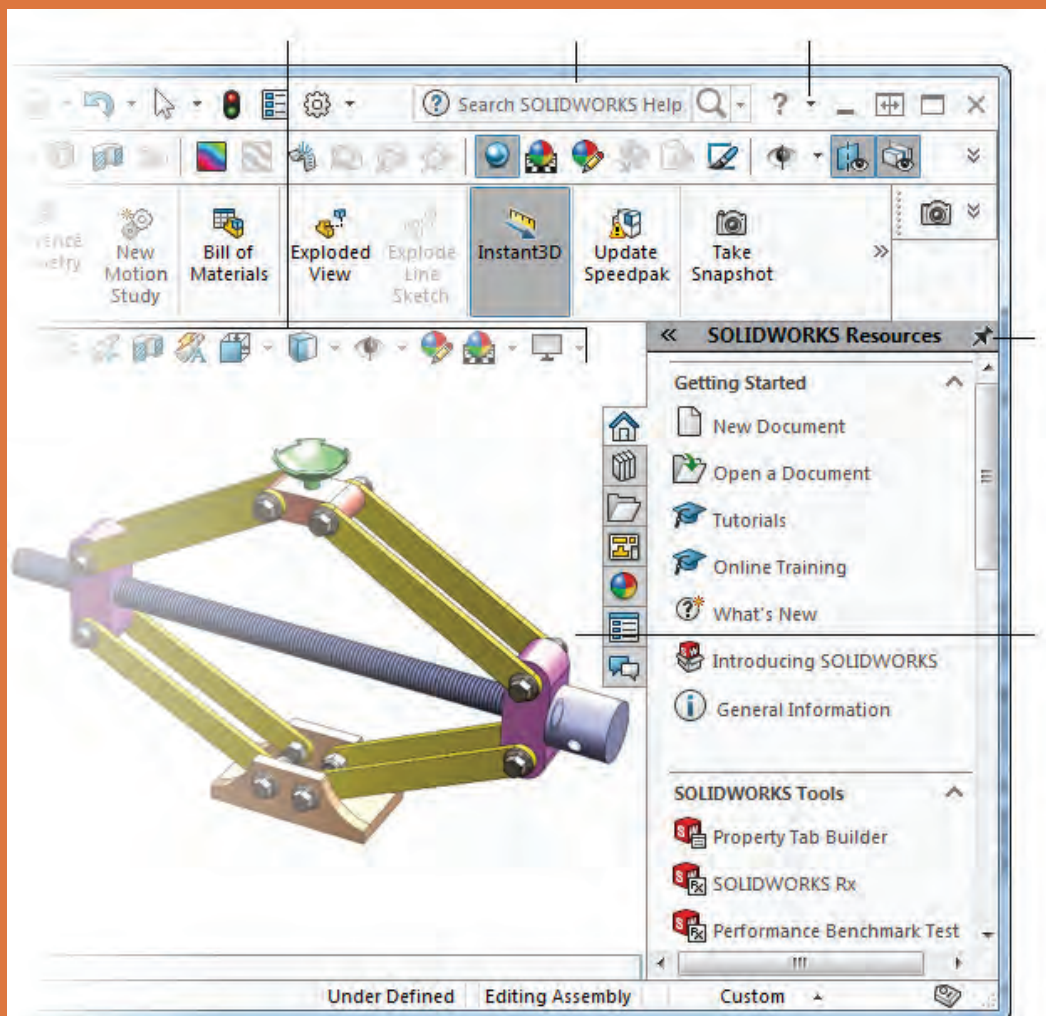 ? Search SOLIDWORKS Help ?
New
Motion
Study
Bill of
Materials
Exploded
View
Explode
Line
Sketch
Instant3D
Update
Speedpak
Take
Snapshot
SOLIDWORKS Resources
Getting Started
New Document
Open a Document
Tutorials
Online Training
What's New
Introducing SOLIDWORKS
General Information
SOLIDWORKS Tools
Property Tab Builder
SOLIDWORKS Rx
Performance Benchmark Test
Under Defined Editing Assembly Custom